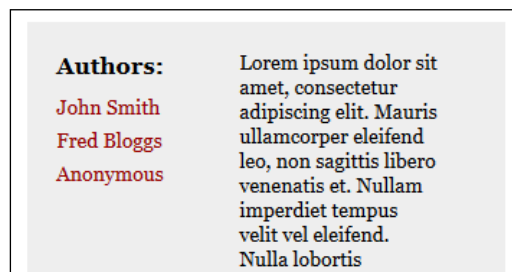 Authors:
John Smith
Fred Bloggs
Anonymous
Lorem ipsum dolor sit
amet, consectetur
adipiscing elit. Mauris
ullamcorper eleifend
leo, non sagittis libero
venenatis et. Nullam
imperdiet tempus
velit vel eleifend.
Nulla lobortis